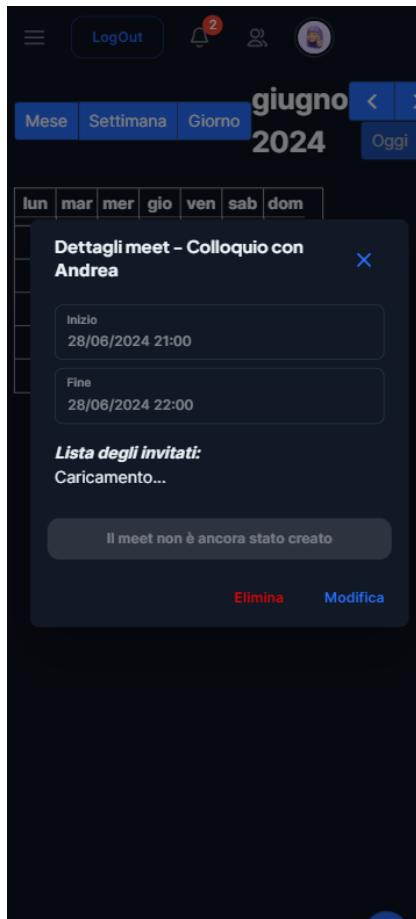 LogOut
2
Mese Settimana Giorno
giugno
2024
Oggi
lun mar mer gio ven sab dom
Dettagli meet - Colloquio con
Andrea
Inizio
28/06/2024 21:00
Fine
28/06/2024 22:00
Lista degli invitati:
Caricamento...
Il meet non è ancora stato creato
Elimina Modifica